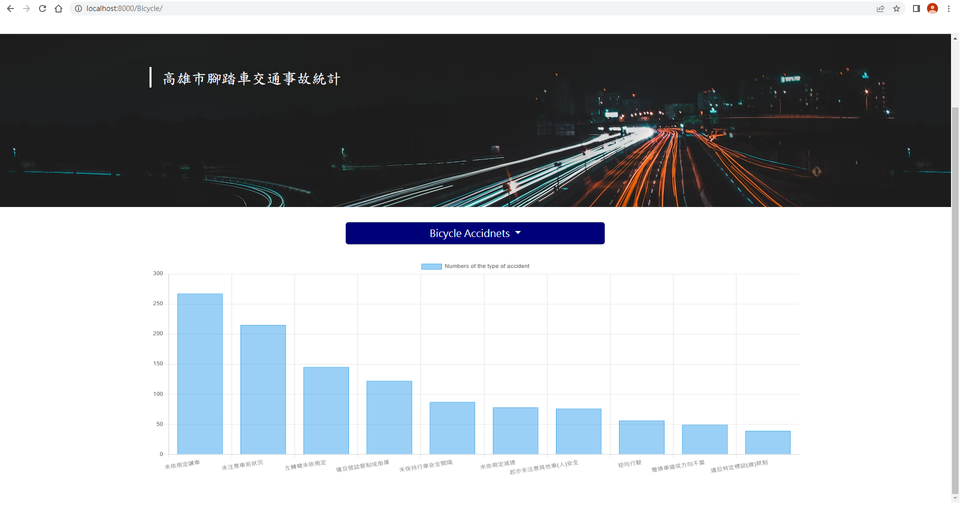 localhost:8000/Bicycle/
高雄市腳踏車交通事故統計
Bicycle Accidnets
Numbers of the type of accident
300
250
200
150
100
50
0
未依規定讓車
未注意車前狀況
左轉彎未依規定
違反號誌管制或指揮
未保持行車安全間隔
未依規定減速
起步未注意其他車(人)安全
逆向行駛
彎道車道或方向不當
違反特定標誌(線)禁制